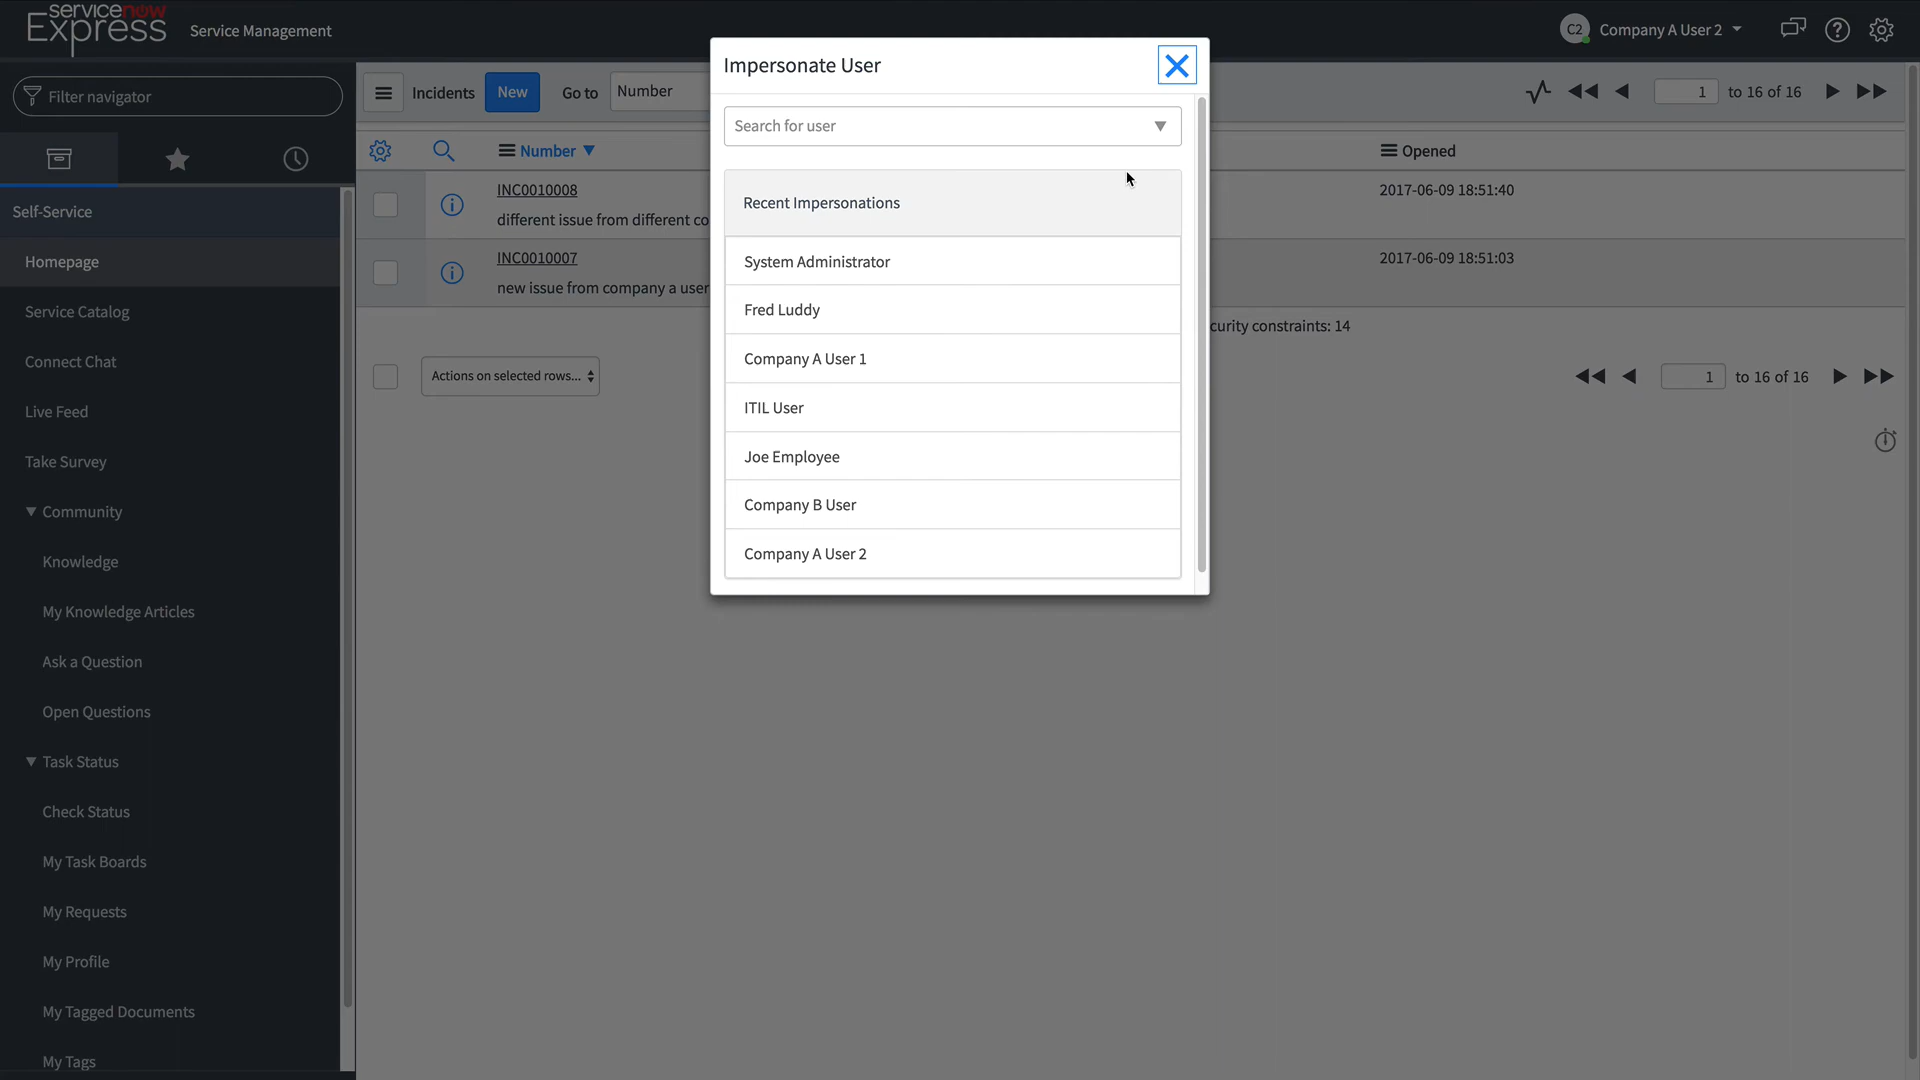 servicenow
Express
Service Management
C2
Company A User 2
Filter navigator
Self-Service
Homepage
Service Catalog
Connect Chat
Live Feed
Take Survey
Community
Knowledge
My Knowledge Articles
Ask a Question
Open Questions
Task Status
Check Status
My Task Boards
My Requests
My Profile
My Tagged Documents
My Tags
Incidents
New
Go to
Number
1
to 16 of 16
Number
Opened
INC0010008
different issue from different co
2017-06-09 18:51:40
INC0010007
new issue from company a user
2017-06-09 18:51:03
curity constraints: 14
Actions on selected rows...
1
to 16 of 16
Impersonate User
Search for user
Recent Impersonations
System Administrator
Fred Luddy
Company A User 1
ITIL User
Joe Employee
Company B User
Company A User 2